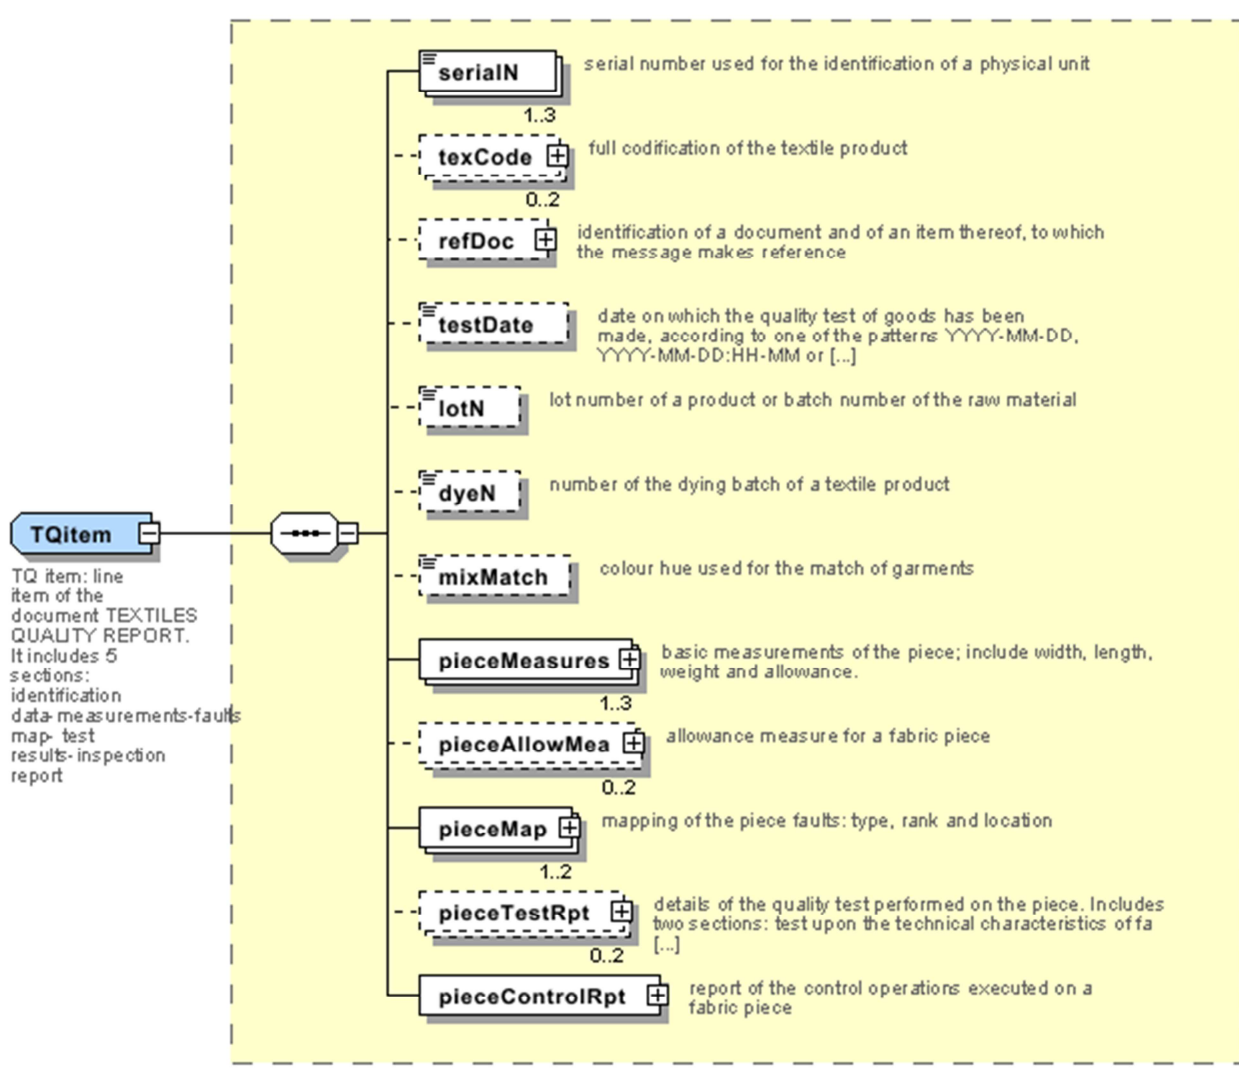 serialN
serial number used for the identification of a physical unit
1..3
texCode
full codification of the textile product
0..2
refDoc
identification of a document and of an item thereof, to which
the message makes reference
testDate
date on which the quality test of goods has been
made, according to one of the patterns YYYY-MM-DD,
YYYY-MM-DD:HH-MM or [...]
lotN
lot number of a product or batch number of the raw material
dyeN
number of the dying batch of a textile product
TQitem
TQ item: line
item of the
document TEXTILES
QUALITY REPORT.
It includes 5
sections:
identification
data-measurements-faults
map- test
results-inspection
report
mixMatch
colour hue used for the match of garments
pieceMeasures
basic measurements of the piece; include width, length,
weight and allowance.
1..3
pieceAllowMea
allowance measure for a fabric piece
0..2
pieceMap
mapping of the piece faults: type, rank and location
1..2
pieceTestRpt
details of the quality test performed on the piece. Includes
two sections: test upon the technical characteristics of fa
[...]
0..2
pieceControlRpt
report of the control operations executed on a
fabric piece